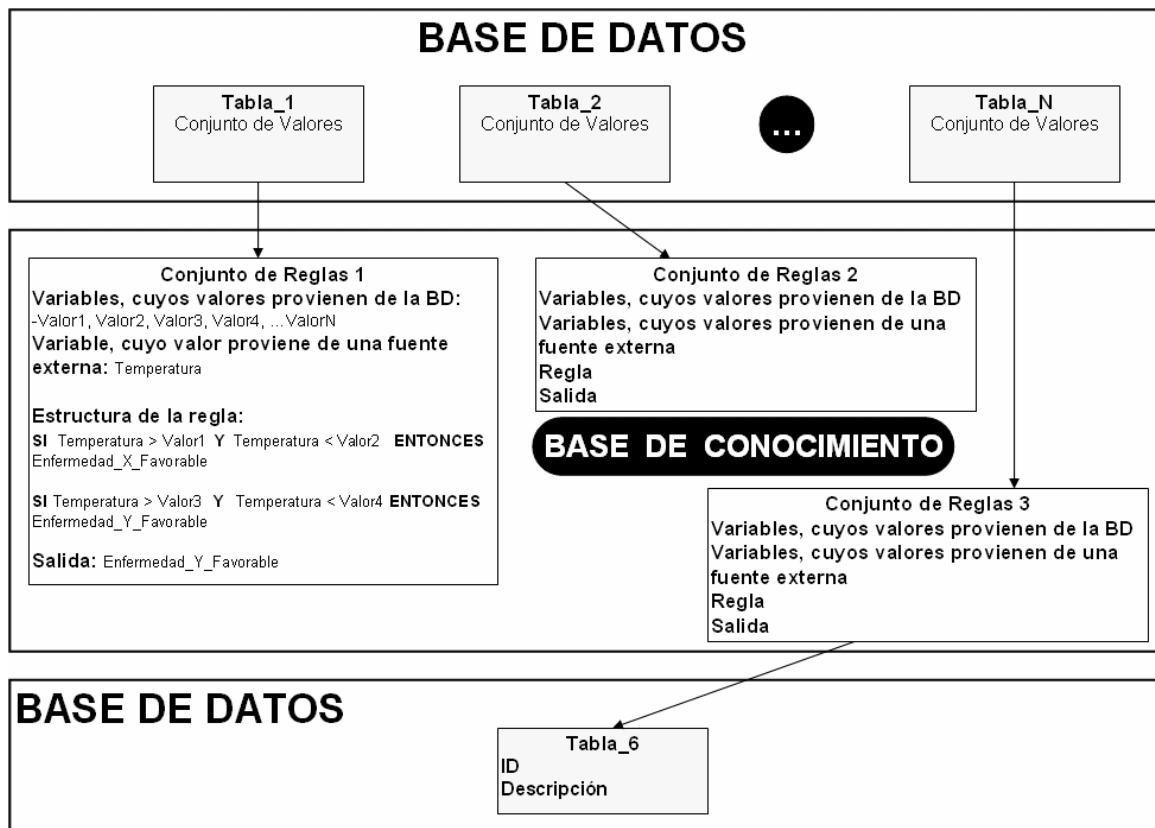 BASE DE DATOS
Tabla_1
Conjunto de Valores
Tabla_2
Conjunto de Valores
...
Tabla_N
Conjunto de Valores
Conjunto de Reglas 1
Variables, cuyos valores provienen de la BD:
-Valor1, Valor2, Valor3, Valor4, ...ValorN
Variable, cuyo valor proviene de una fuente
externa: Temperatura
Estructura de la regla:
SI Temperatura > Valor1 Y Temperatura < Valor2 ENTONCES
Enfermedad_X_Favorable
SI Temperatura > Valor3 Y Temperatura < Valor4 ENTONCES
Enfermedad_Y_Favorable
Salida: Enfermedad_Y_Favorable
Conjunto de Reglas 2
Variables, cuyos valores provienen de la BD
Variables, cuyos valores provienen de una
fuente externa
Regla
Salida
BASE DE CONOCIMIENTO
Conjunto de Reglas 3
Variables, cuyos valores provienen de la BD
Variables, cuyos valores provienen de una
fuente externa
Regla
Salida
BASE DE DATOS
Tabla_6
ID
Descripción